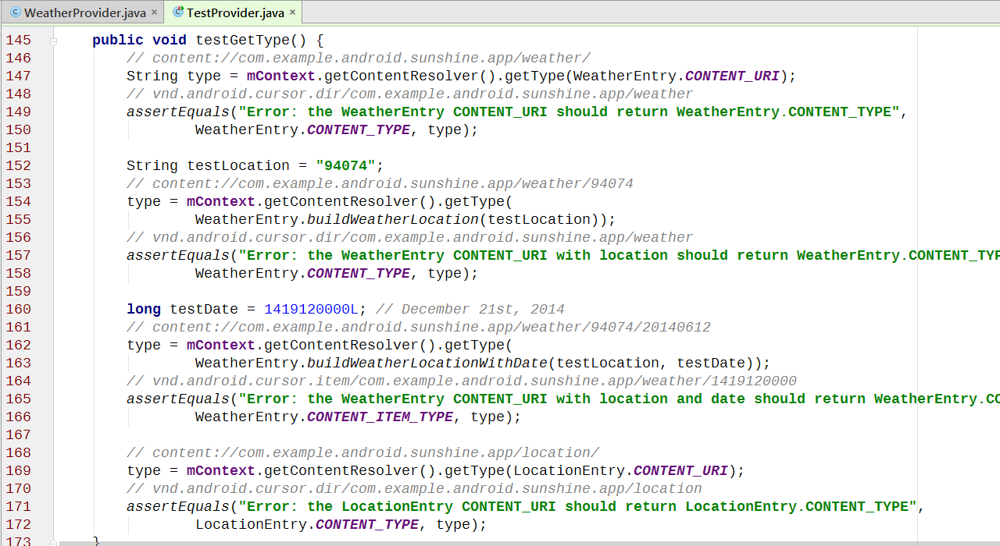 WeatherProvider.java × TestProvider.java ×
145 public void testGetType() {
146 // content://com.example.android.sunshine.app/weather/
147 String type = mContext.getContentResolver().getType(WeatherEntry.CONTENT_URI);
148 // vnd.android.cursor.dir/com.example.android.sunshine.app/weather
149 assertEquals("Error: the WeatherEntry CONTENT_URI should return WeatherEntry.CONTENT_TYPE",
150 WeatherEntry.CONTENT_TYPE, type);
151
152 String testLocation = "94074";
153 // content://com.example.android.sunshine.app/weather/94074
154 type = mContext.getContentResolver().getType(
155 WeatherEntry.buildWeatherLocation(testLocation));
156 // vnd.android.cursor.dir/com.example.android.sunshine.app/weather
157 assertEquals("Error: the WeatherEntry CONTENT_URI with location should return WeatherEntry.CONTENT_TYP
158 WeatherEntry.CONTENT_TYPE, type);
159
160 long testDate = 1419120000L; // December 21st, 2014
161 // content://com.example.android.sunshine.app/weather/94074/20140612
162 type = mContext.getContentResolver().getType(
163 WeatherEntry.buildWeatherLocationWithDate(testLocation, testDate));
164 // vnd.android.cursor.item/com.example.android.sunshine.app/weather/1419120000
165 assertEquals("Error: the WeatherEntry CONTENT_URI with location and date should return WeatherEntry.CO
166 WeatherEntry.CONTENT_ITEM_TYPE, type);
167
168 // content://com.example.android.sunshine.app/location/
169 type = mContext.getContentResolver().getType(LocationEntry.CONTENT_URI);
170 // vnd.android.cursor.dir/com.example.android.sunshine.app/location
171 assertEquals("Error: the LocationEntry CONTENT_URI should return LocationEntry.CONTENT_TYPE",
172 LocationEntry.CONTENT_TYPE, type);
173 }